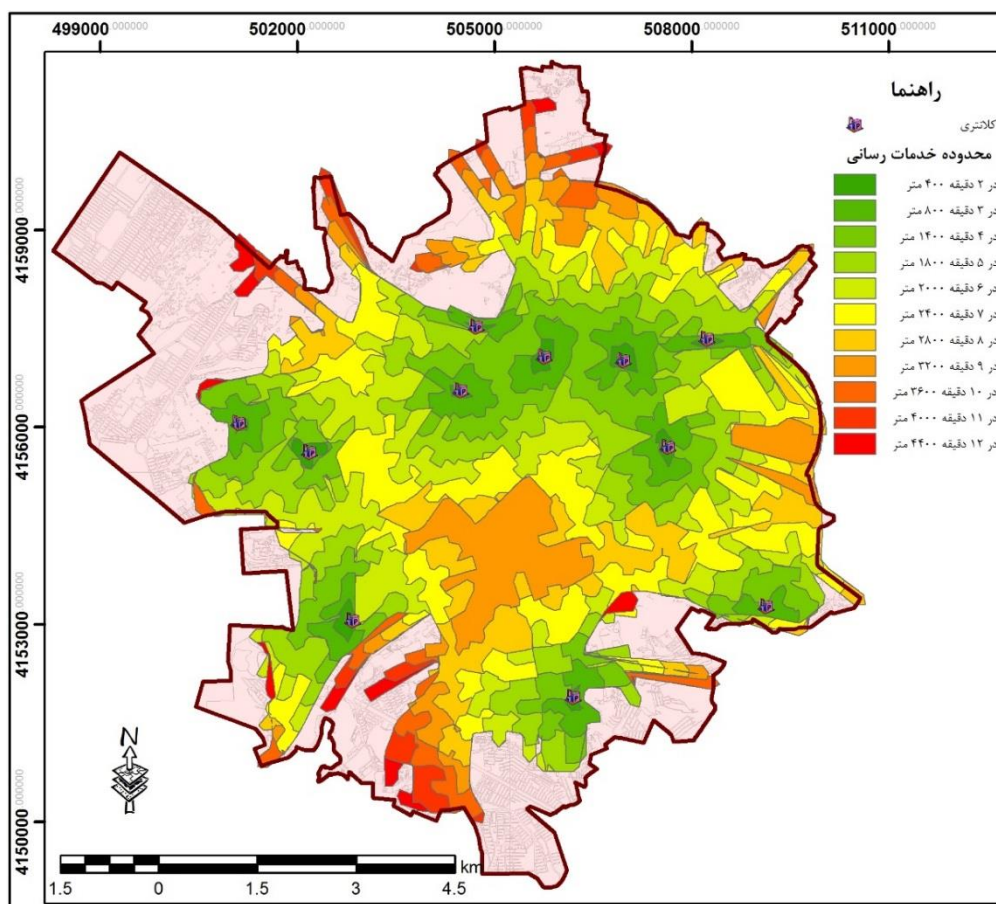 499000 000000 502000 000000 505000 000000 508000 000000 511000 000000
راهنما
کلانتری
محدوده خدمات رسانی
در ۲ دقیقه ۴۰۰ متر
در ۳ دقیقه ۸۰۰ متر
در ۴ دقیقه ۱۴۰۰ متر
در ۵ دقیقه ۱۸۰۰ متر
در ۶ دقیقه ۲۰۰۰ متر
در ۷ دقیقه ۲۴۰۰ متر
در ۸ دقیقه ۲۸۰۰ متر
در ۹ دقیقه ۳۲۰۰ متر
در ۱۰ دقیقه ۳۶۰۰ متر
در ۱۱ دقیقه ۴۰۰۰ متر
در ۱۲ دقیقه ۴۴۰۰ متر
4159000 000000
4156000 000000
4153000 000000
4150000 000000
N
km
1.5 0 1.5 3 4.5